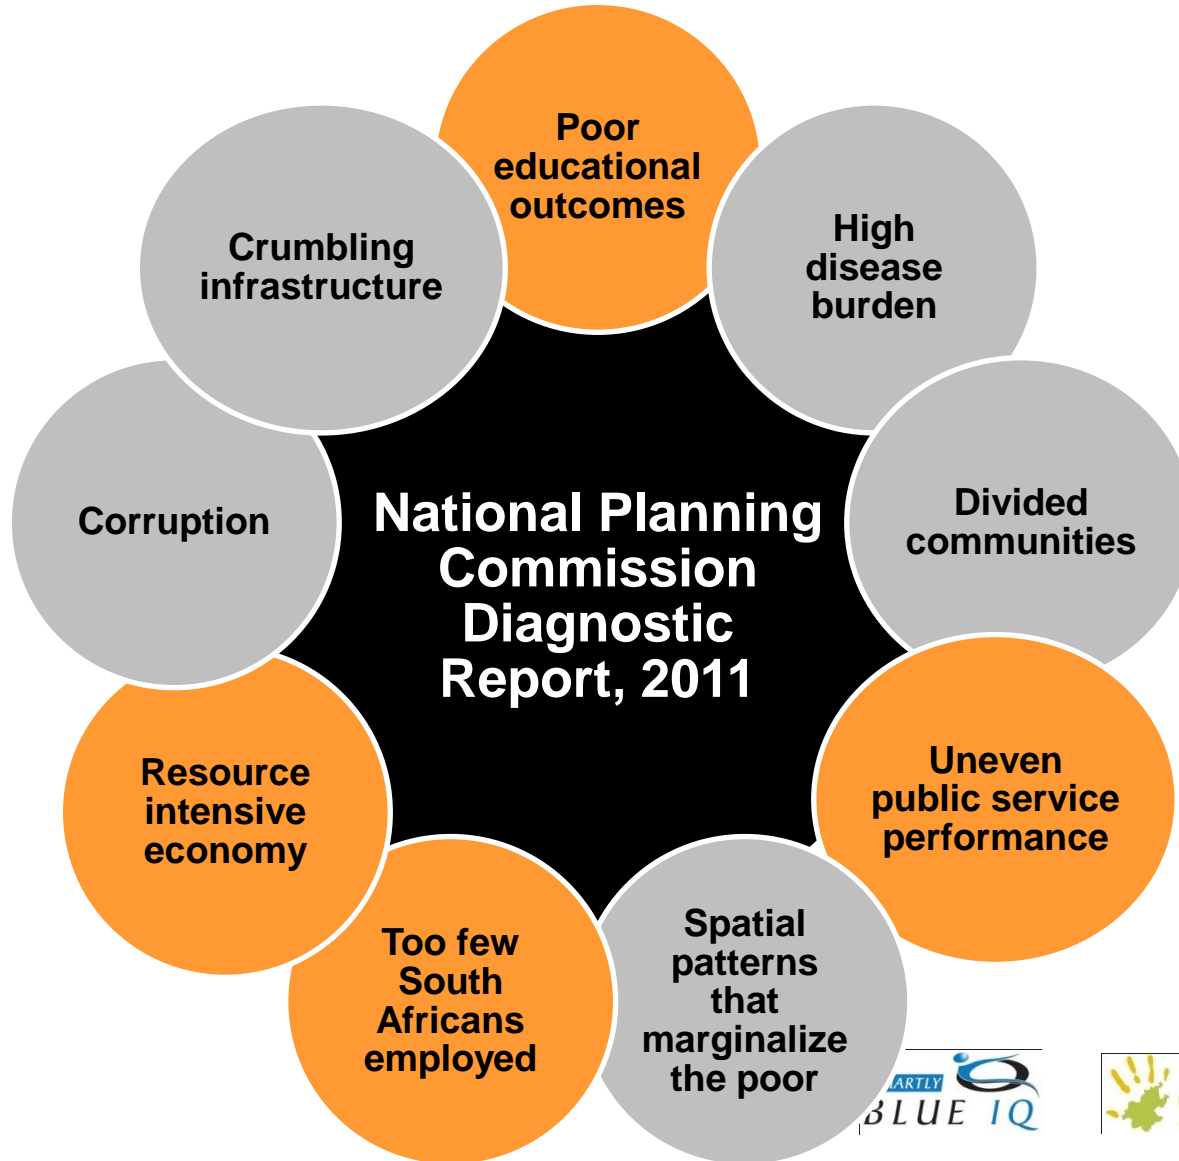 Poor
educational
outcomes
High
disease
burden
Divided
communities
Uneven
public service
performance
Spatial
patterns
that
marginalize
the poor
Too few
South
Africans
employed
Resource
intensive
economy
Corruption
Crumbling
infrastructure
National Planning
Commission
Diagnostic
Report, 2011
ARTLY
BLUE IQ